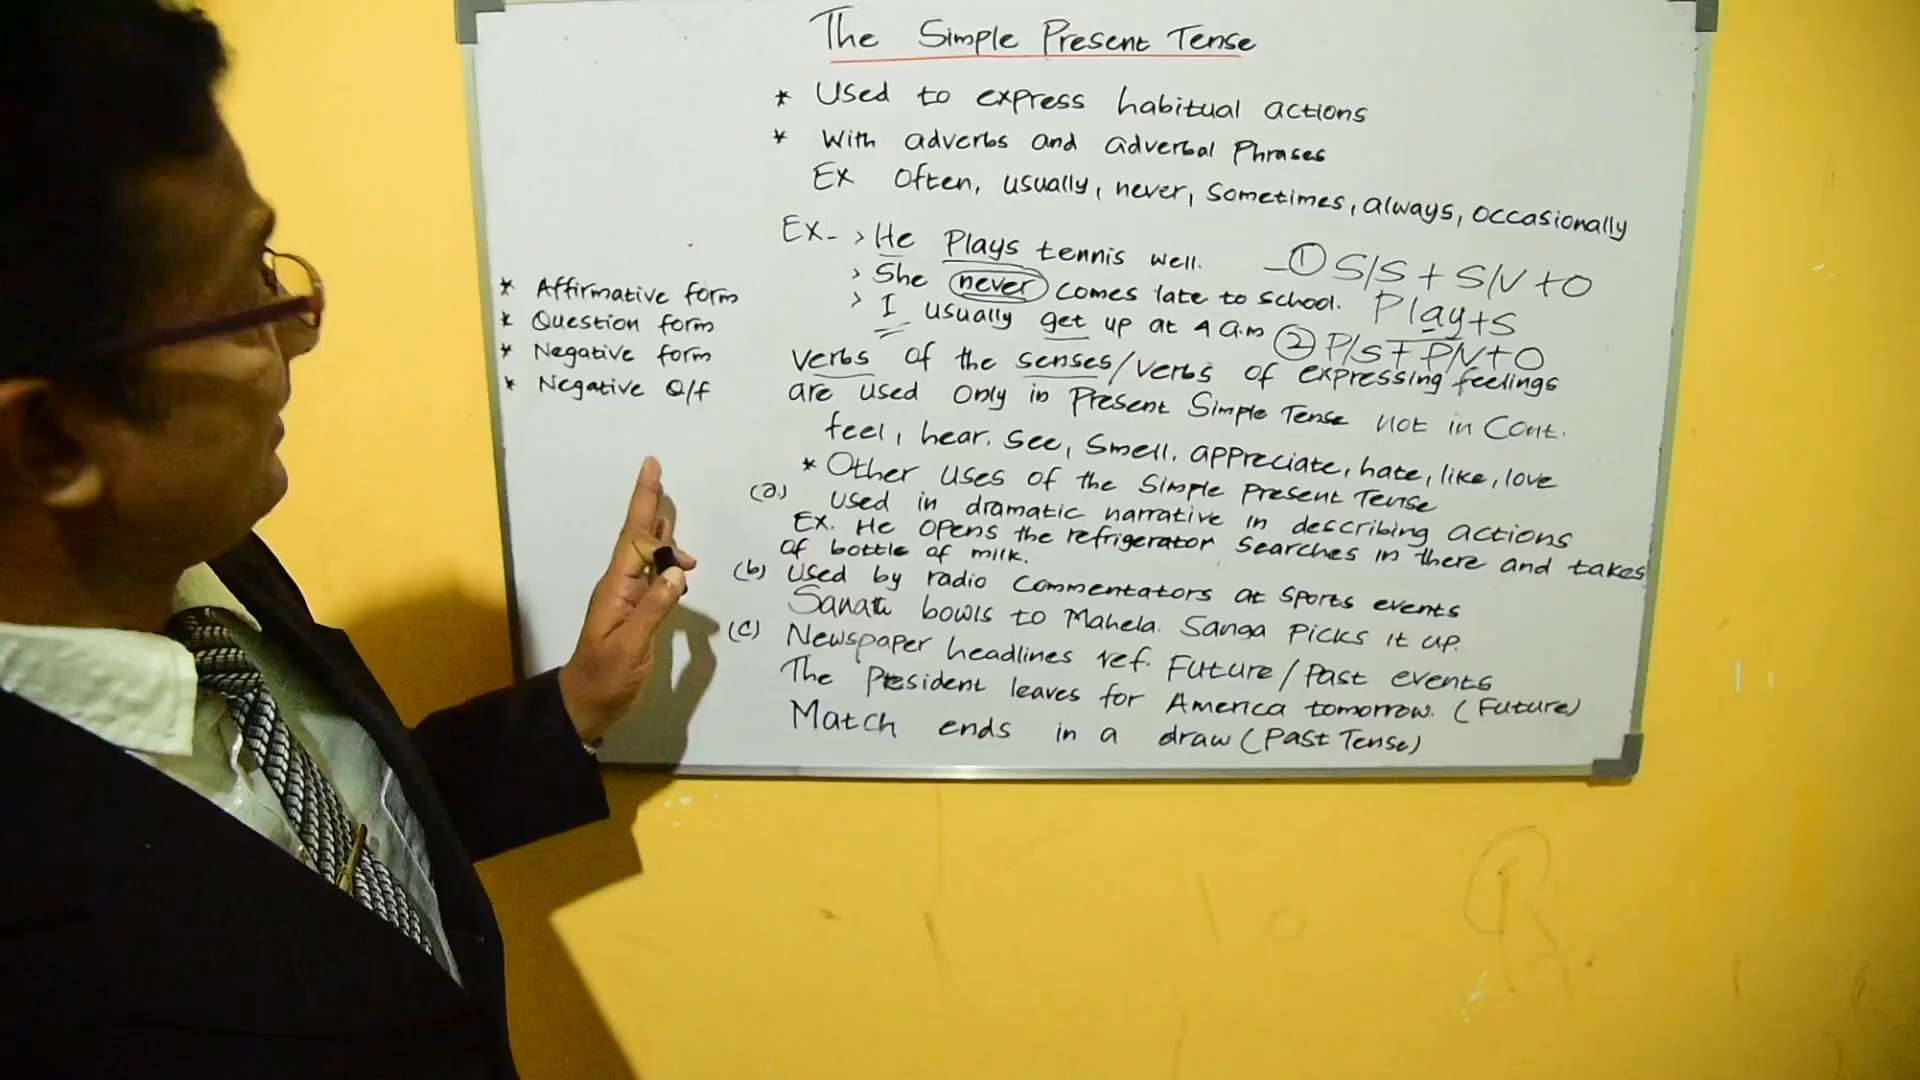 The Simple Present Tense
* Used to express habitual actions
* With adverbs and adverbal Phrases
Ex Often, usually, never, sometimes, always, occasionally
Ex- > He Plays tennis well. - ① S/S + S/V + O
> She never comes late to school. Play+s
> I usually get up at 4 a.m ② P/S + P/V + O
Verbs of the senses/verbs of expressing feelings
are used only in Present Simple Tense not in Cont.
feel, hear. see, smell. appreciate, hate, like, love
* Other uses of the Simple Present Tense
(a.) Used in dramatic narrative in describing actions
Ex. He opens the refrigerator searches in there and takes
of bottle of milk.
(b) Used by radio commentators at sports events
Sanath bowls to Mahela. Sanga Picks it up.
(c) Newspaper headlines ref. Future/Past events
The President leaves for America tomorrow. (Future)
Match ends in a draw (Past Tense)
* Affirmative form
* Question form
* Negative form
* Negative Q/f